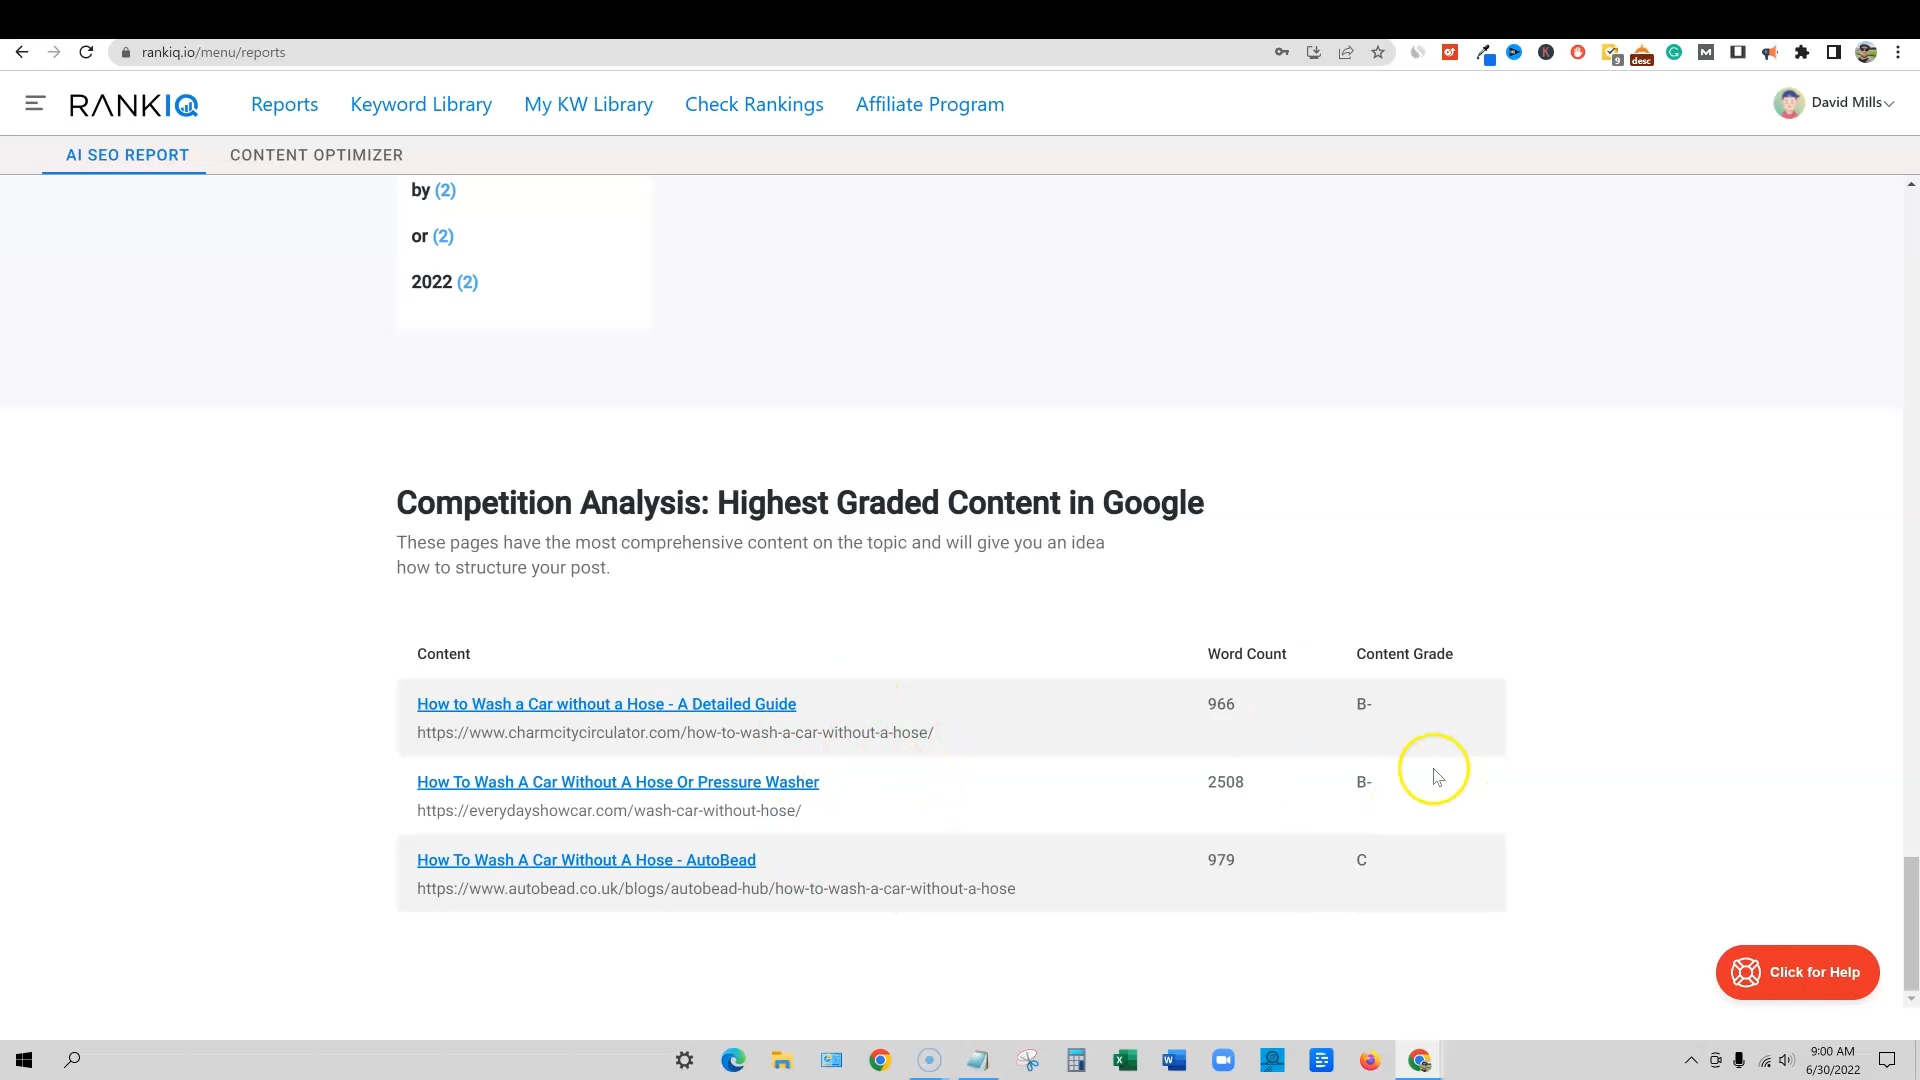 rankiq.io/menu/reports
9
desc
RANKIQ
Reports
Keyword Library
My KW Library
Check Rankings
Affiliate Program
David Mills
AI SEO REPORT
CONTENT OPTIMIZER
by (2)
or (2)
2022 (2)
Competition Analysis: Highest Graded Content in Google
These pages have the most comprehensive content on the topic and will give you an idea
how to structure your post.
Content
Word Count
Content Grade
How to Wash a Car without a Hose - A Detailed Guide
966
B-
https://www.charmcitycirculator.com/how-to-wash-a-car-without-a-hose/
How To Wash A Car Without A Hose Or Pressure Washer
2508
B-
https://everydayshowcar.com/wash-car-without-hose/
How To Wash A Car Without A Hose - AutoBead
979
C
https://www.autobead.co.uk/blogs/autobead-hub/how-to-wash-a-car-without-a-hose
Click for Help
9:00 AM
6/30/2022